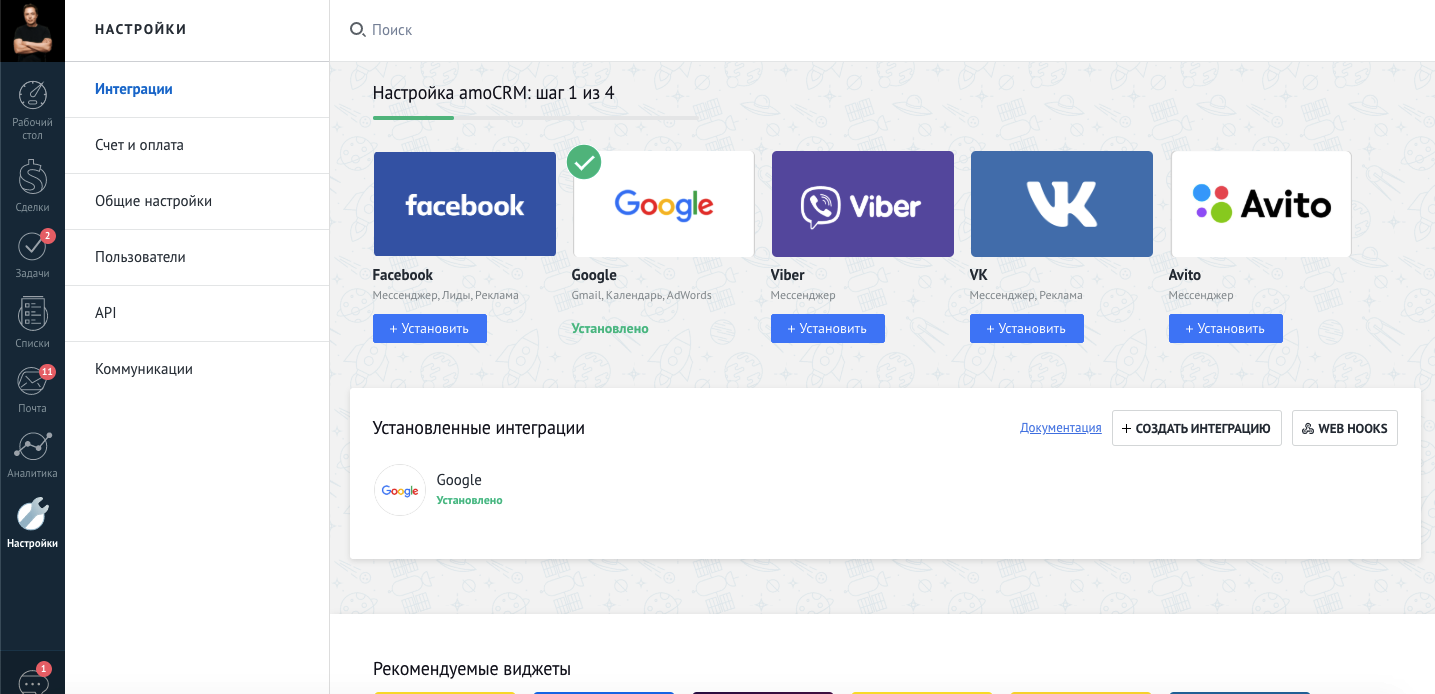 НАСТРОЙКИ
Поиск
Рабочий
стол
Сделки
2
Задачи
Списки
11
Почта
Аналитика
Настройки
1
Интеграции
Счет и оплата
Общие настройки
Пользователи
API
Коммуникации
Настройка amoCRM: шаг 1 из 4
facebook
Google
Viber
Avito
Facebook
Мессенджер, Лиды, Реклама
+ Установить
Google
Gmail, Календарь, AdWords
Установлено
Viber
Мессенджер
+ Установить
VK
Мессенджер, Реклама
+ Установить
Avito
Мессенджер
+ Установить
Установленные интеграции
Документация
+ СОЗДАТЬ ИНТЕГРАЦИЮ
WEB HOOKS
Google
Google
Установлено
Рекомендуемые виджеты